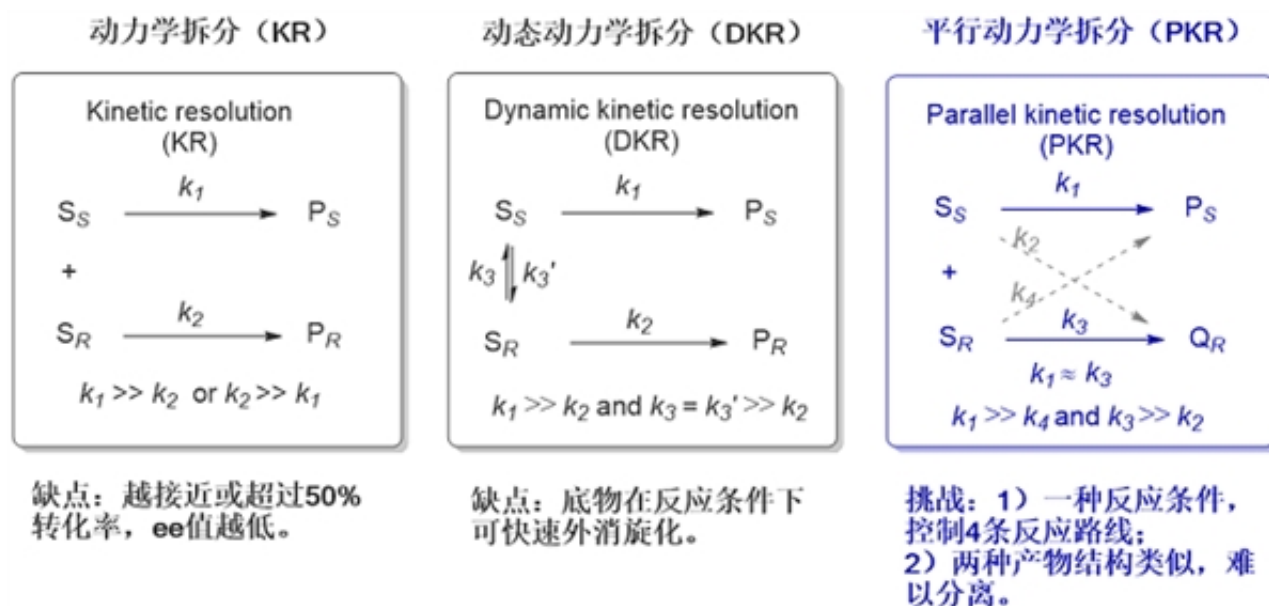 动力学拆分（KR）
Kinetic resolution
(KR)
k1
SS
PS
+
k2
SR
PR
k1 >> k2 or k2 >> k1
缺点：越接近或超过50%
转化率，ee值越低。
动态动力学拆分（DKR）
Dynamic kinetic resolution
(DKR)
k1
SS
PS
k3
k3'
k2
SR
PR
k1 >> k2 and k3 = k3' >> k2
缺点：底物在反应条件下
可快速外消旋化。
平行动力学拆分（PKR）
Parallel kinetic resolution
(PKR)
k1
SS
PS
k2
+
k4
k3
SR
QR
k1 ≈ k3
k1 >> k4 and k3 >> k2
挑战：1）一种反应条件，
控制4条反应路线；
2）两种产物结构类似，难
以分离。